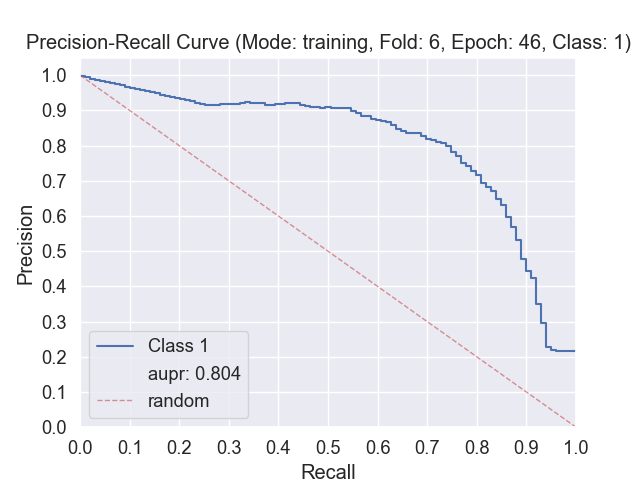 Precision-Recall Curve (Mode: training, Fold: 6, Epoch: 46, Class: 1)
1.0
0.9
0.8
0.7
0.6
0.5
0.4
0.3
0.2
0.1
0.0
Precision
Class 1
aupr: 0.804
random
0.0 0.1 0.2 0.3 0.4 0.5 0.6 0.7 0.8 0.9 1.0
Recall